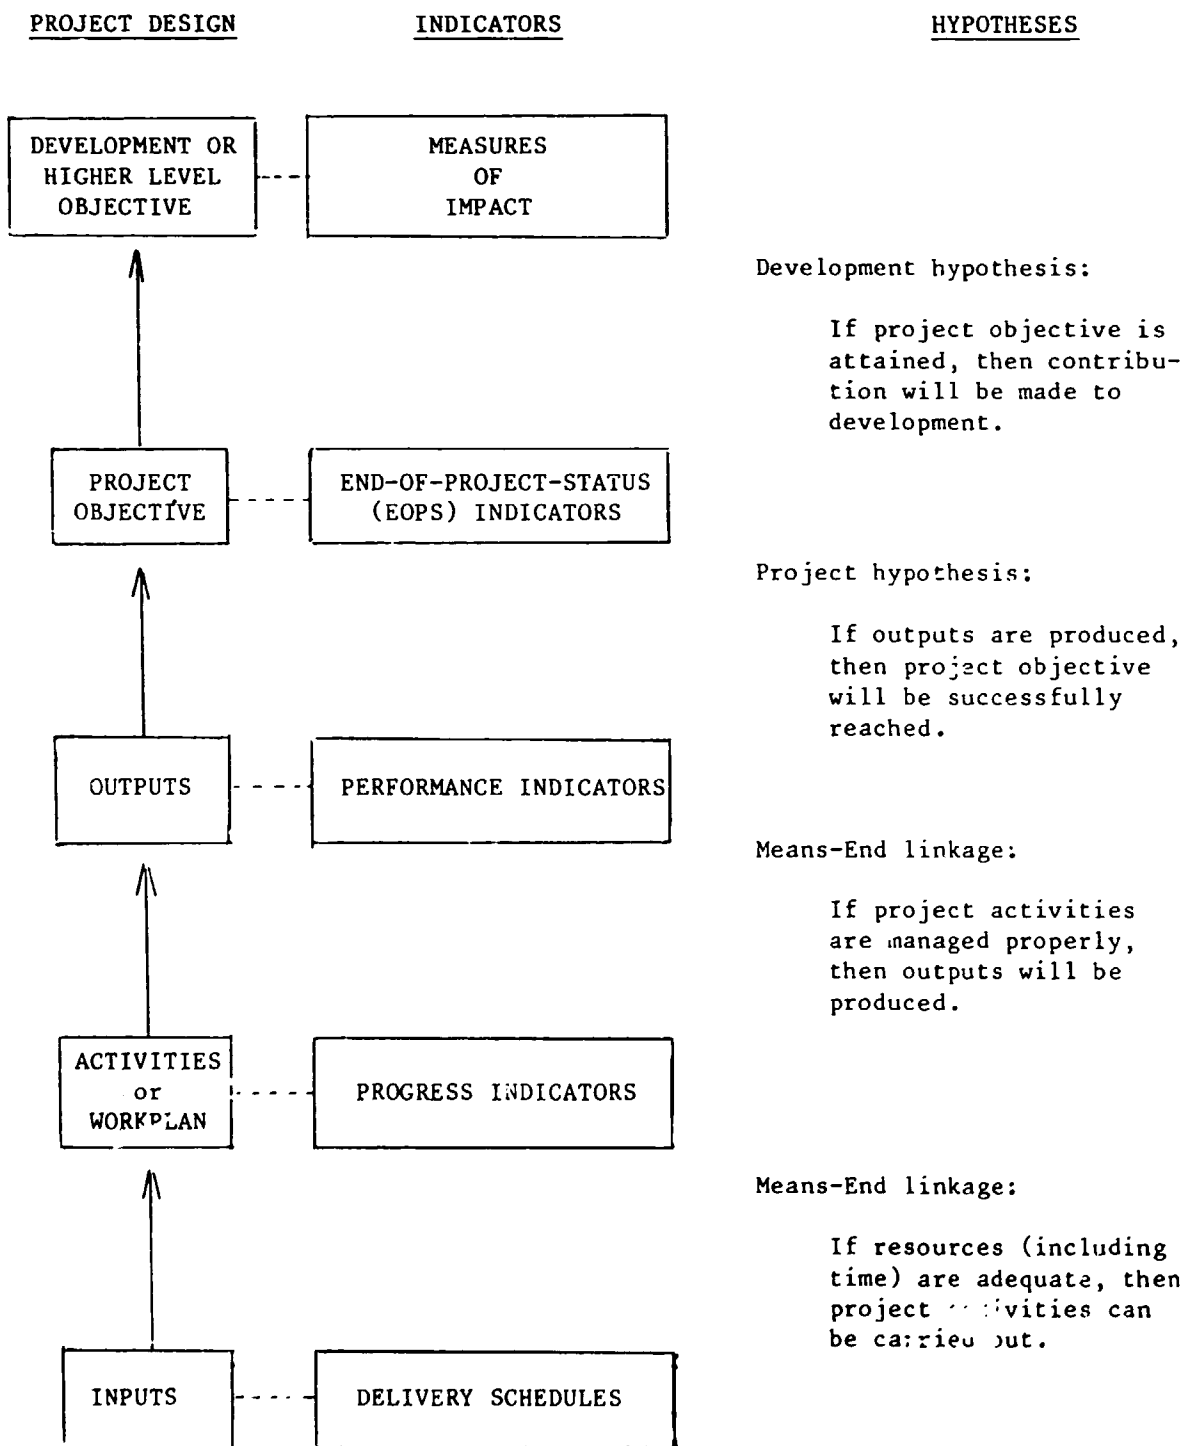 PROJECT DESIGN
INDICATORS
HYPOTHESES
DEVELOPMENT OR
HIGHER LEVEL
OBJECTIVE
MEASURES
OF
IMPACT
Development hypothesis:
If project objective is
attained, then contribu-
tion will be made to
development.
PROJECT
OBJECTIVE
END-OF-PROJECT-STATUS
(EOPS) INDICATORS
Project hypothesis:
If outputs are produced,
then project objective
will be successfully
reached.
OUTPUTS
PERFORMANCE INDICATORS
Means-End linkage:
If project activities
are managed properly,
then outputs will be
produced.
ACTIVITIES
or
WORKPLAN
PROGRESS INDICATORS
Means-End linkage:
If resources (including
time) are adequate, then
project activities can
be carried out.
INPUTS
DELIVERY SCHEDULES